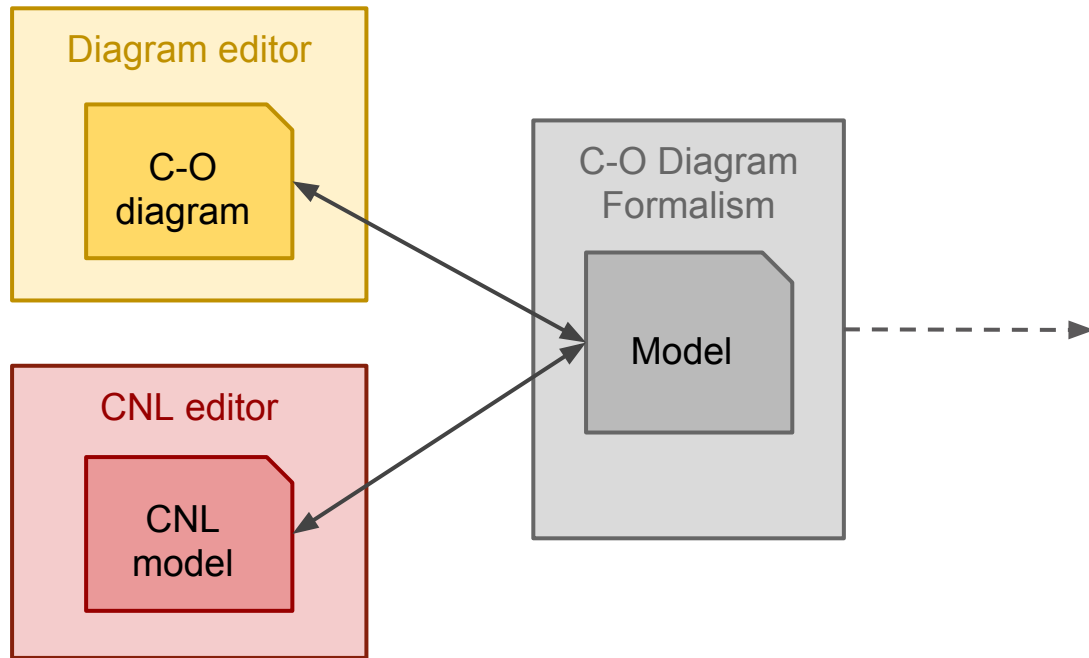 Diagram editor
C-O
diagram
CNL editor
CNL
model
C-O Diagram
Formalism
Model